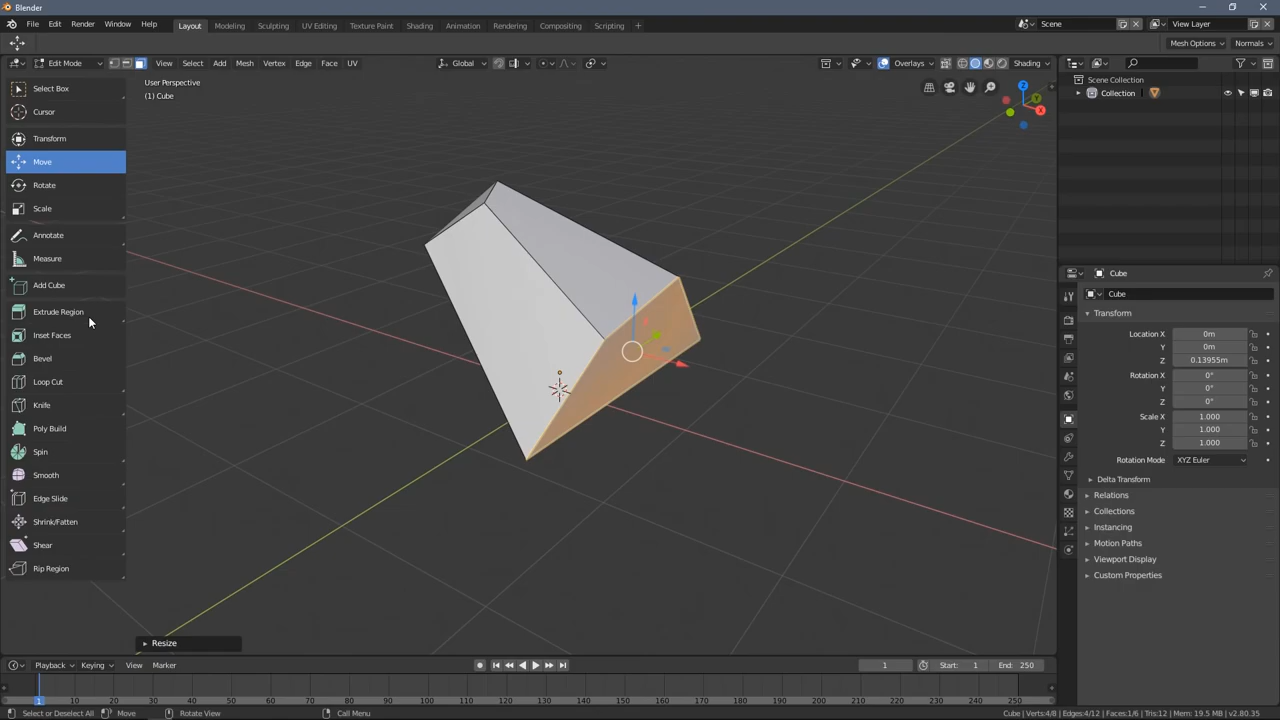 Blender
File Edit Render Window Help Layout Modeling Sculpting UV Editing Texture Paint Shading Animation Rendering Compositing Scripting + Scene View Layer
Mesh Options Normals
Edit Mode View Select Add Mesh Vertex Edge Face UV Global Overlays Shading
User Perspective
(1) Cube
Select Box
Cursor
Transform
Move
Rotate
Scale
Annotate
Measure
Add Cube
Extrude Region
Inset Faces
Bevel
Loop Cut
Knife
Poly Build
Spin
Smooth
Edge Slide
Shrink/Fatten
Shear
Rip Region
Z
Y
X
Resize
Scene Collection
Collection
Cube
Cube
Transform
Location X 0m
Y 0m
Z 0.13955m
Rotation X 0°
Y 0°
Z 0°
Scale X 1.000
Y 1.000
Z 1.000
Rotation Mode XYZ Euler
Delta Transform
Relations
Collections
Instancing
Motion Paths
Viewport Display
Custom Properties
Playback Keying View Marker 1 Start: 1 End: 250
1 10 20 30 40 50 60 70 80 90 100 110 120 130 140 150 160 170 180 190 200 210 220 230 240 250
Select or Deselect All Move Rotate View Call Menu Cube | Verts:4/8 | Edges:4/12 | Faces:1/6 | Tris:12 | Mem: 19.5 MB | v2.80.35